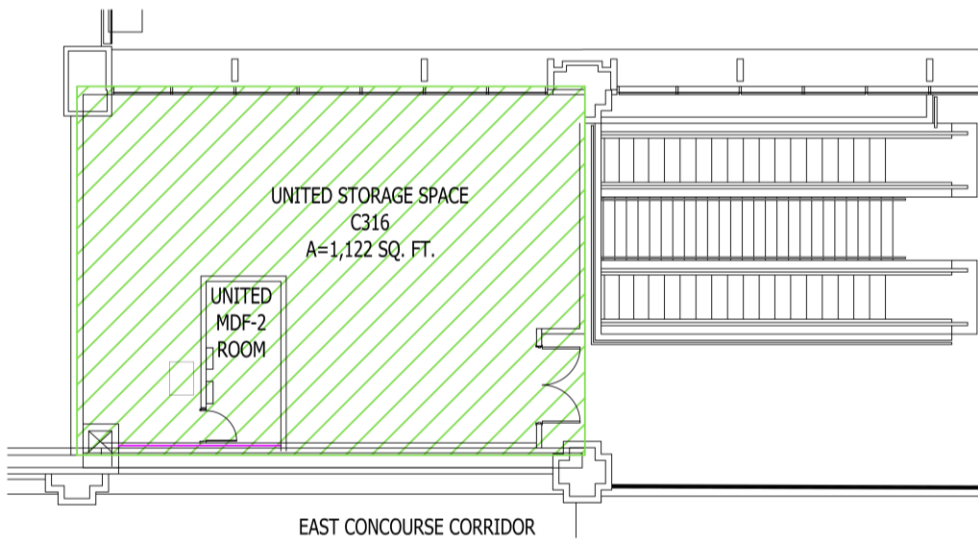 UNITED STORAGE SPACE
C316
A=1,122 SQ. FT.
UNITED
MDF-2
ROOM
EAST CONCOURSE CORRIDOR